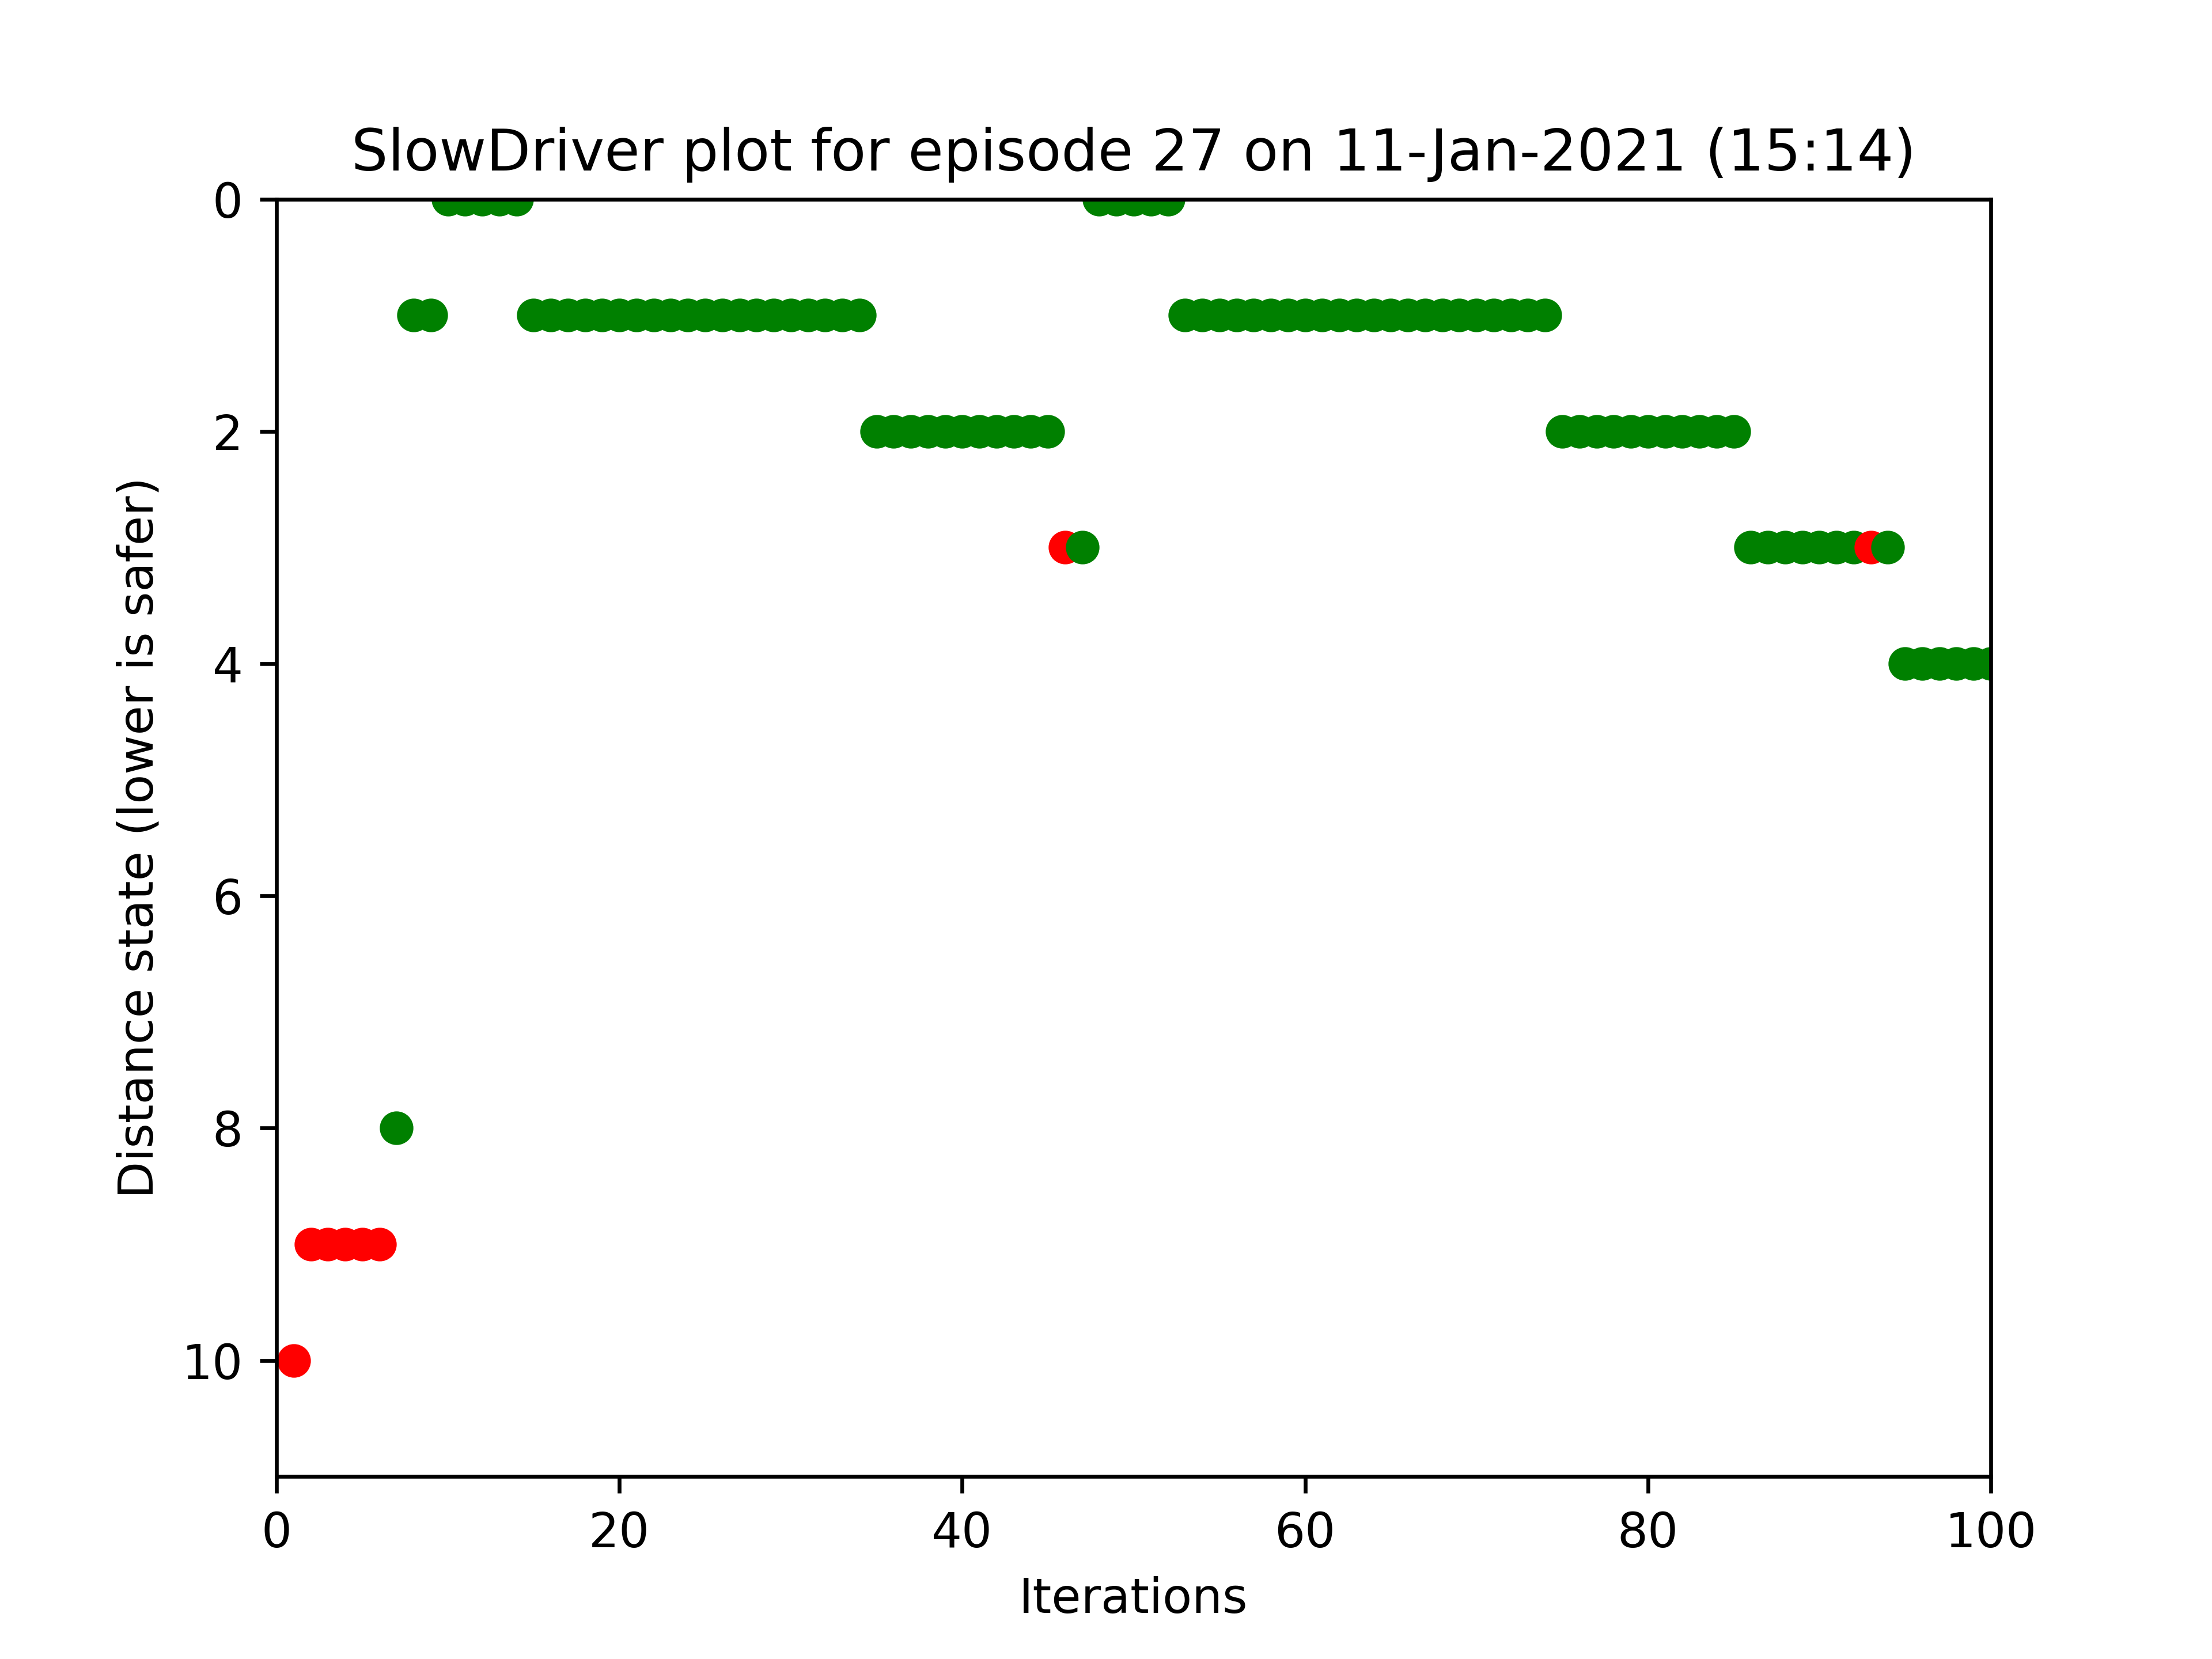 SlowDriver plot for episode 27 on 11-Jan-2021 (15:14)
0
2
4
6
8
10
Distance state (lower is safer)
0 20 40 60 80 100
Iterations